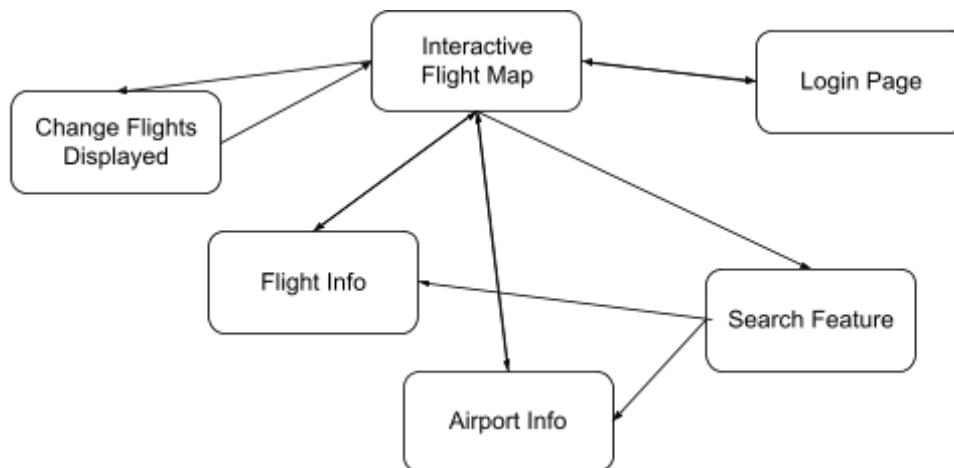 Interactive
Flight Map
Login Page
Change Flights
Displayed
Flight Info
Search Feature
Airport Info